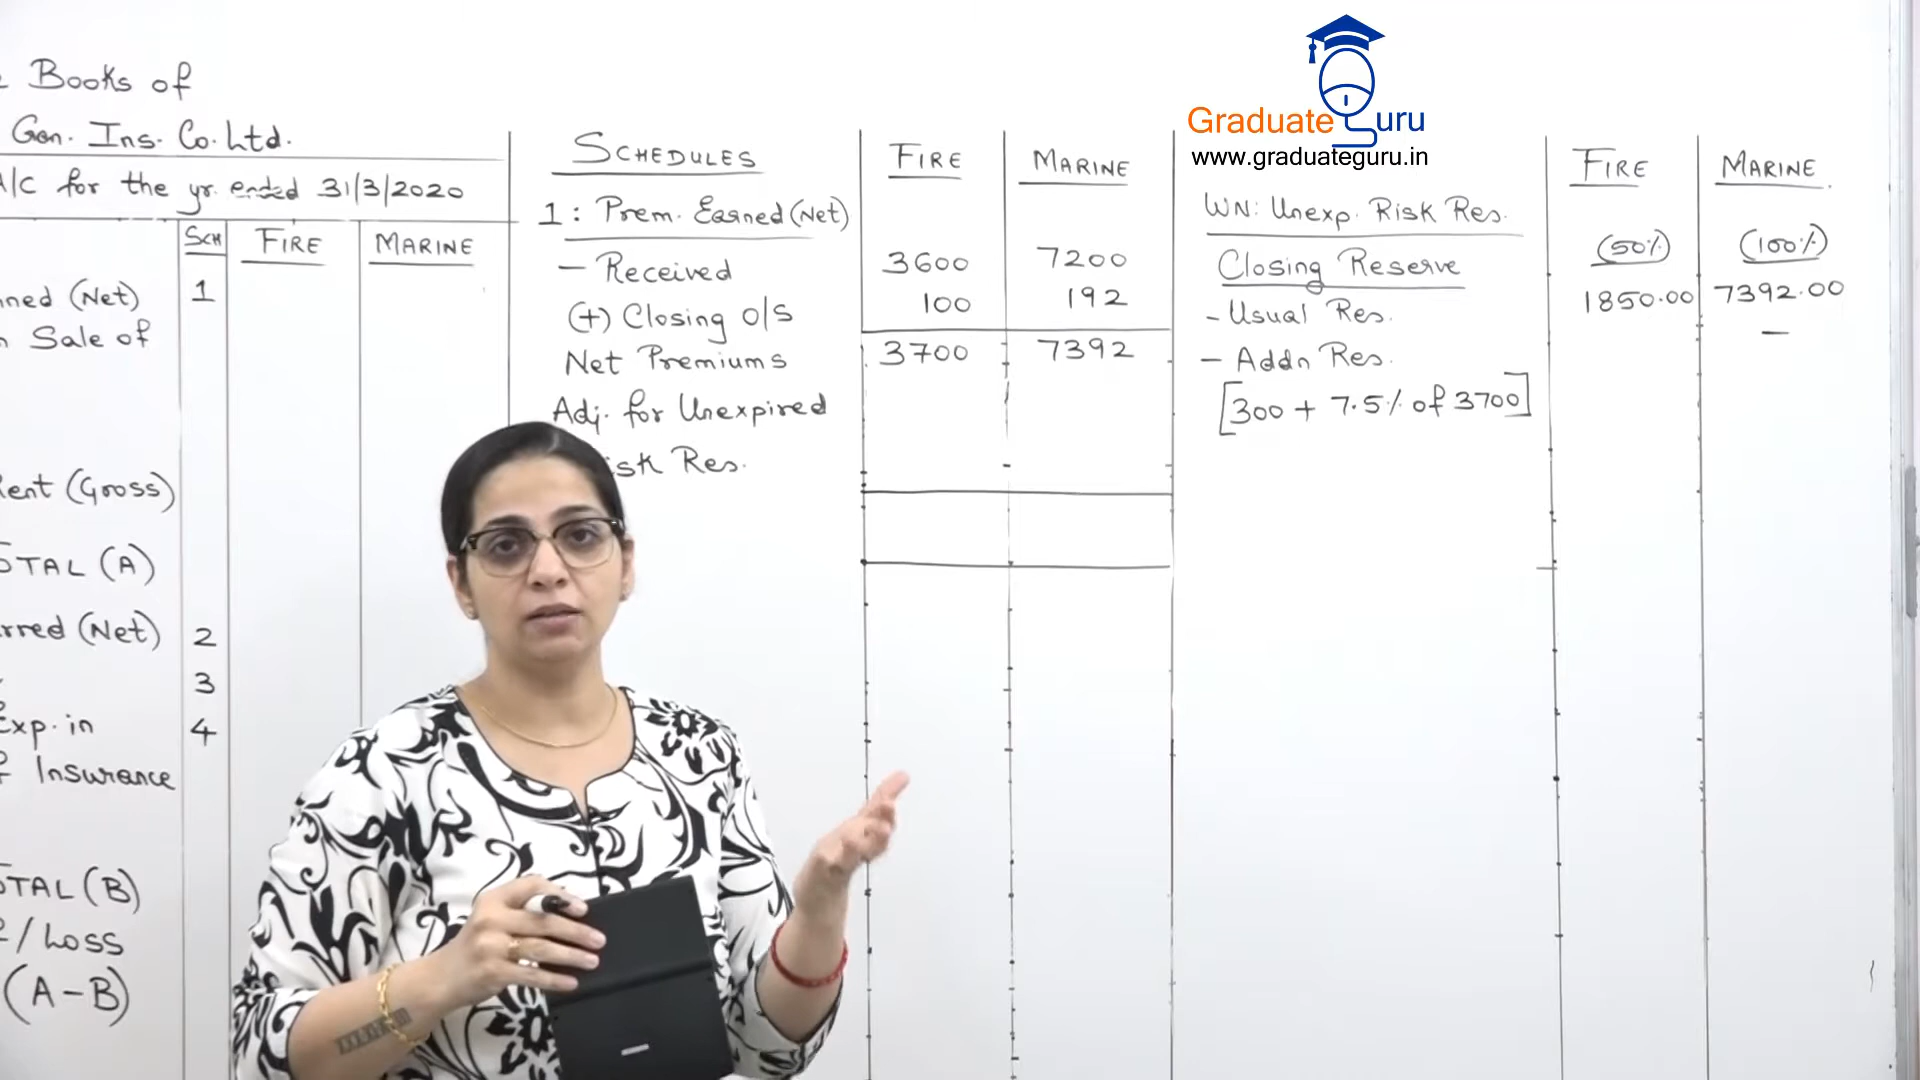 Books of
Gen. Ins. Co. Ltd.
A/C for the yr. ended 31/3/2020
SCH FIRE MARINE
ned (Net) 1
Sale of
ent (Gross)
TAL (A)
rred (Net) 2
3
Exp. in 4
Insurance
TAL (B)
/ Loss
(A-B)
SCHEDULES FIRE MARINE
1: Prem. Earned (Net)
- Received 3600 7200
(+) Closing O/S 100 192
Net Premiums 3700 7392
Adj. for Unexpired
isk Res.
Graduate Guru
www.graduateguru.in
FIRE MARINE
WN: Unexp. Risk Res.
(50%) (100%)
Closing Reserve
- Usual Res. 1850.00 7392.00
- Addn Res. —
[300 + 7.5% of 3700]